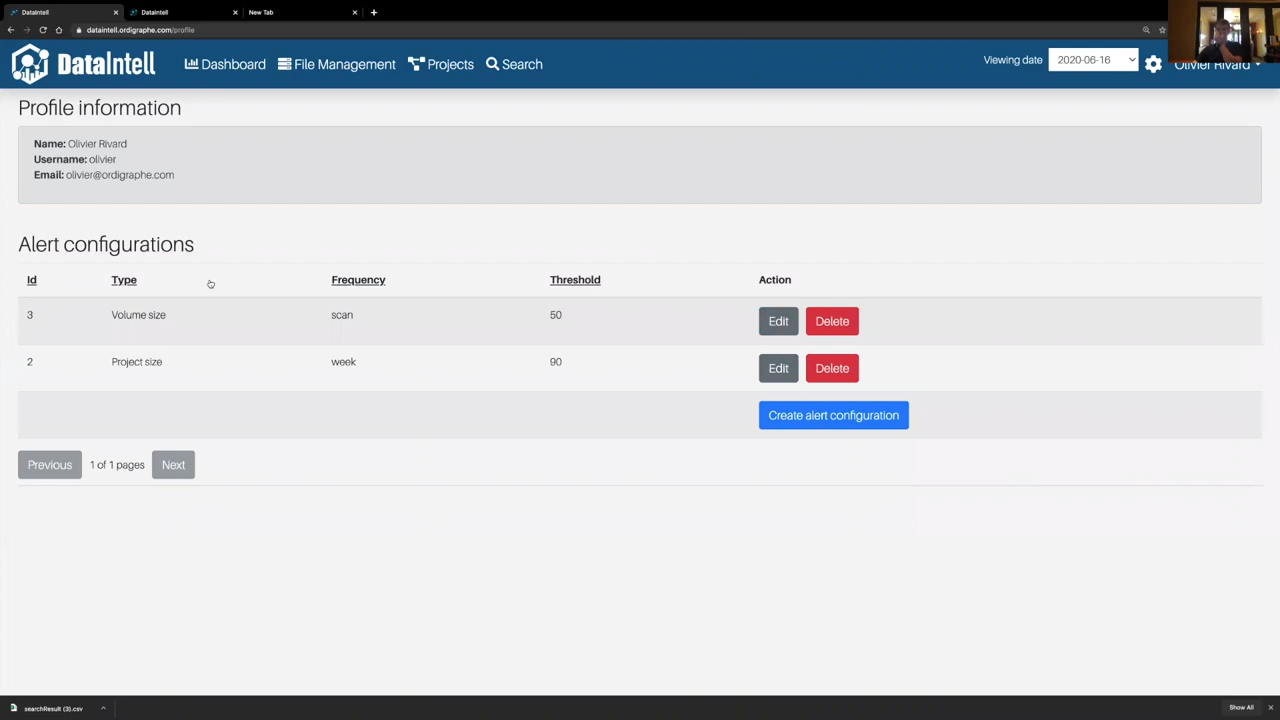 DataIntell
DataIntell
New Tab
dataintell.ordigraphe.com/profile
DataIntell
Dashboard
File Management
Projects
Search
Viewing date
2020-06-16
Olivier Rivard
Profile information
Name: Olivier Rivard
Username: olivier
Email: olivier@ordigraphe.com
Alert configurations
Id Type Frequency Threshold Action
3 Volume size scan 50 Edit Delete
2 Project size week 90 Edit Delete
Create alert configuration
Previous 1 of 1 pages Next
searchResult (3).csv
Show All